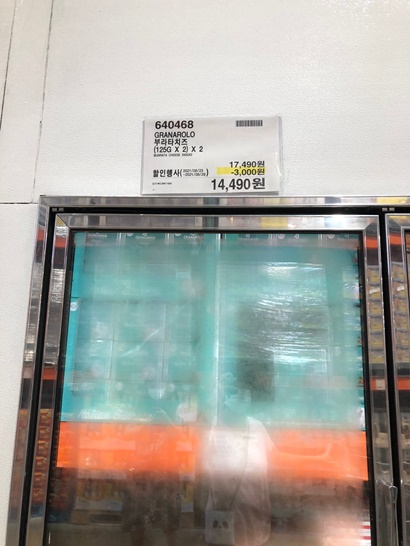 640468
GRANAROLO
부라타치즈
(125G X 2) X 2
BURRATA CHEESE
17,490원
할인행사 -3,000원
14,490원